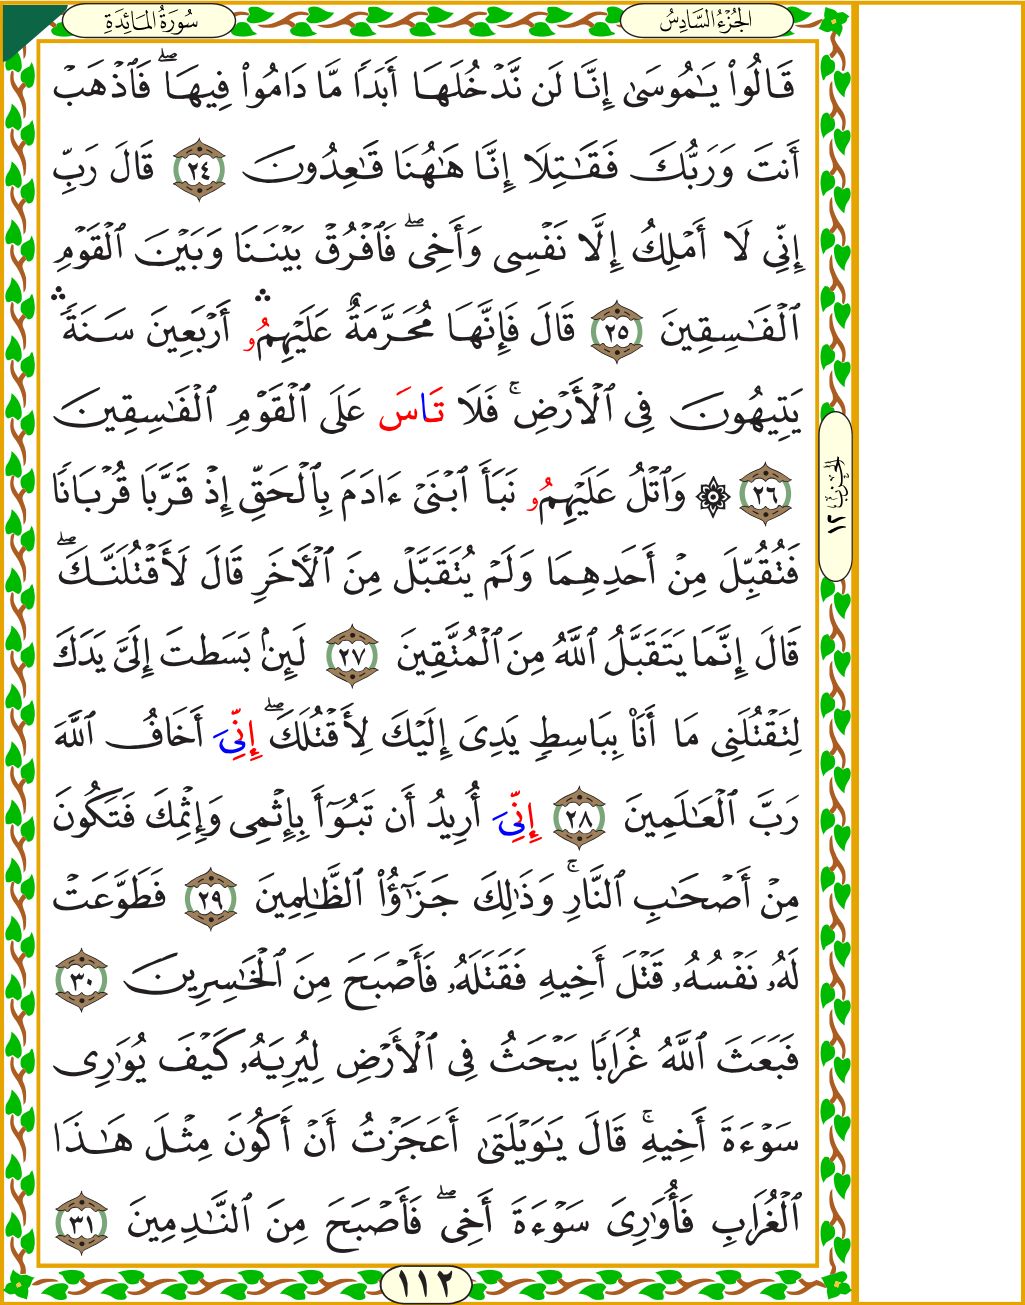 سُورَةُ المَائِدَةِ
الجُزْءُ السَّادِسُ
قَالُوا۟ يَـٰمُوسَىٰٓ إِنَّا لَن نَّدْخُلَهَا أَبَدًا مَّا دَامُوا۟ فِيهَا ۖ فَٱذْهَبْ
أَنتَ وَرَبُّكَ فَقَـٰتِلَا إِنَّا هَـٰهُنَا قَـٰعِدُونَ ٢٤ قَالَ رَبِّ
إِنِّى لَا أَمْلِكُ إِلَّا نَفْسِى وَأَخِى ۖ فَٱفْرُقْ بَيْنَنَا وَبَيْنَ ٱلْقَوْمِ
ٱلْفَـٰسِقِينَ ٢٥ قَالَ فَإِنَّهَا مُحَرَّمَةٌ عَلَيْهِمُو ۛ أَرْبَعِينَ سَنَةً ۛ
يَتِيهُونَ فِى ٱلْأَرْضِ ۚ فَلَا تَاسَ عَلَى ٱلْقَوْمِ ٱلْفَـٰسِقِينَ
٢٦ ۞ وَٱتْلُ عَلَيْهِمُو نَبَأَ ٱبْنَىْ ءَادَمَ بِٱلْحَقِّ إِذْ قَرَّبَا قُرْبَانًا
فَتُقُبِّلَ مِنْ أَحَدِهِمَا وَلَمْ يُتَقَبَّلْ مِنَ ٱلْـَٔاخَرِ قَالَ لَأَقْتُلَنَّكَ ۖ
قَالَ إِنَّمَا يَتَقَبَّلُ ٱللَّهُ مِنَ ٱلْمُتَّقِينَ ٢٧ لَئِنۢ بَسَطتَ إِلَىَّ يَدَكَ
لِتَقْتُلَنِى مَا أَنَا۠ بِبَاسِطٍ يَدِىَ إِلَيْكَ لِأَقْتُلَكَ ۖ إِنِّىَ أَخَافُ ٱللَّهَ
رَبَّ ٱلْعَـٰلَمِينَ ٢٨ إِنِّىَ أُرِيدُ أَن تَبُوٓأَ بِإِثْمِى وَإِثْمِكَ فَتَكُونَ
مِنْ أَصْحَـٰبِ ٱلنَّارِ ۚ وَذَٰلِكَ جَزَٰٓؤُا۟ ٱلظَّـٰلِمِينَ ٢٩ فَطَوَّعَتْ
لَهُۥ نَفْسُهُۥ قَتْلَ أَخِيهِ فَقَتَلَهُۥ فَأَصْبَحَ مِنَ ٱلْخَـٰسِرِينَ ٣٠
فَبَعَثَ ٱللَّهُ غُرَابًا يَبْحَثُ فِى ٱلْأَرْضِ لِيُرِيَهُۥ كَيْفَ يُوَٰرِى
سَوْءَةَ أَخِيهِ ۚ قَالَ يَـٰوَيْلَتَىٰ أَعَجَزْتُ أَنْ أَكُونَ مِثْلَ هَـٰذَا
ٱلْغُرَابِ فَأُوَٰرِىَ سَوْءَةَ أَخِى ۖ فَأَصْبَحَ مِنَ ٱلنَّـٰدِمِينَ ٣١
الحزب ١٢
١١٢